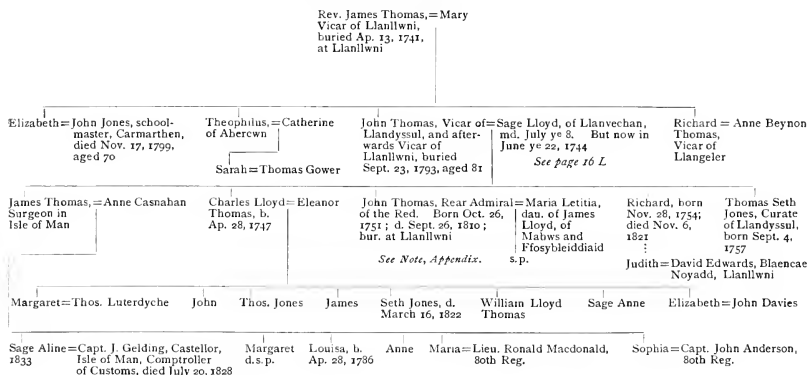 Rev. James Thomas,=Mary
Vicar of Llanllwni,
buried Ap. 13, 1741,
at Llanllwni
Elizabeth=John Jones, school-
master, Carmarthen,
died Nov. 17, 1799,
aged 70
Theophilus,=Catherine
of Abercwn
Sarah=Thomas Gower
John Thomas, Vicar of=Sage Lloyd, of Llanvechan,
Llandyssul, and after-
wards Vicar of
Llanllwni, buried
Sept. 23, 1793, aged 81
md. July ye 8. But now in
June ye 22, 1744
See page 16 L
Richard=Anne Beynon
Thomas,
Vicar of
Llangeler
James Thomas,=Anne Casnahan
Surgeon in
Isle of Man
Charles Lloyd=Eleanor
Thomas, b.
Ap. 28, 1747
John Thomas, Rear Admiral=Maria Letitia,
of the Red. Born Oct. 26,
1751; d. Sept. 26, 1810;
bur. at Llanllwni
See Note, Appendix.
dau. of James
Lloyd, of
Mabws and
Ffosybleiddiaid
s.p.
Richard, born
Nov. 28, 1754;
died Nov. 6,
1821
Judith=David Edwards, Blaencae
Noyadd, Llanllwni
Thomas Seth
Jones, Curate
of Llandyssul,
born Sept. 4,
1757
Margaret=Thos. Luterdyche
John
Thos. Jones
James
Seth Jones, d.
March 16, 1822
William Lloyd
Thomas
Sage Anne
Elizabeth=John Davies
Sage Aline=Capt. J. Gelding, Castellor,
1833
Isle of Man, Comptroller
of Customs, died July 20, 1828
Margaret
d.s.p.
Louisa, b.
Ap. 28, 1786
Anne
Maria=Lieu. Ronald Macdonald,
80th Reg.
Sophia=Capt. John Anderson,
80th Reg.